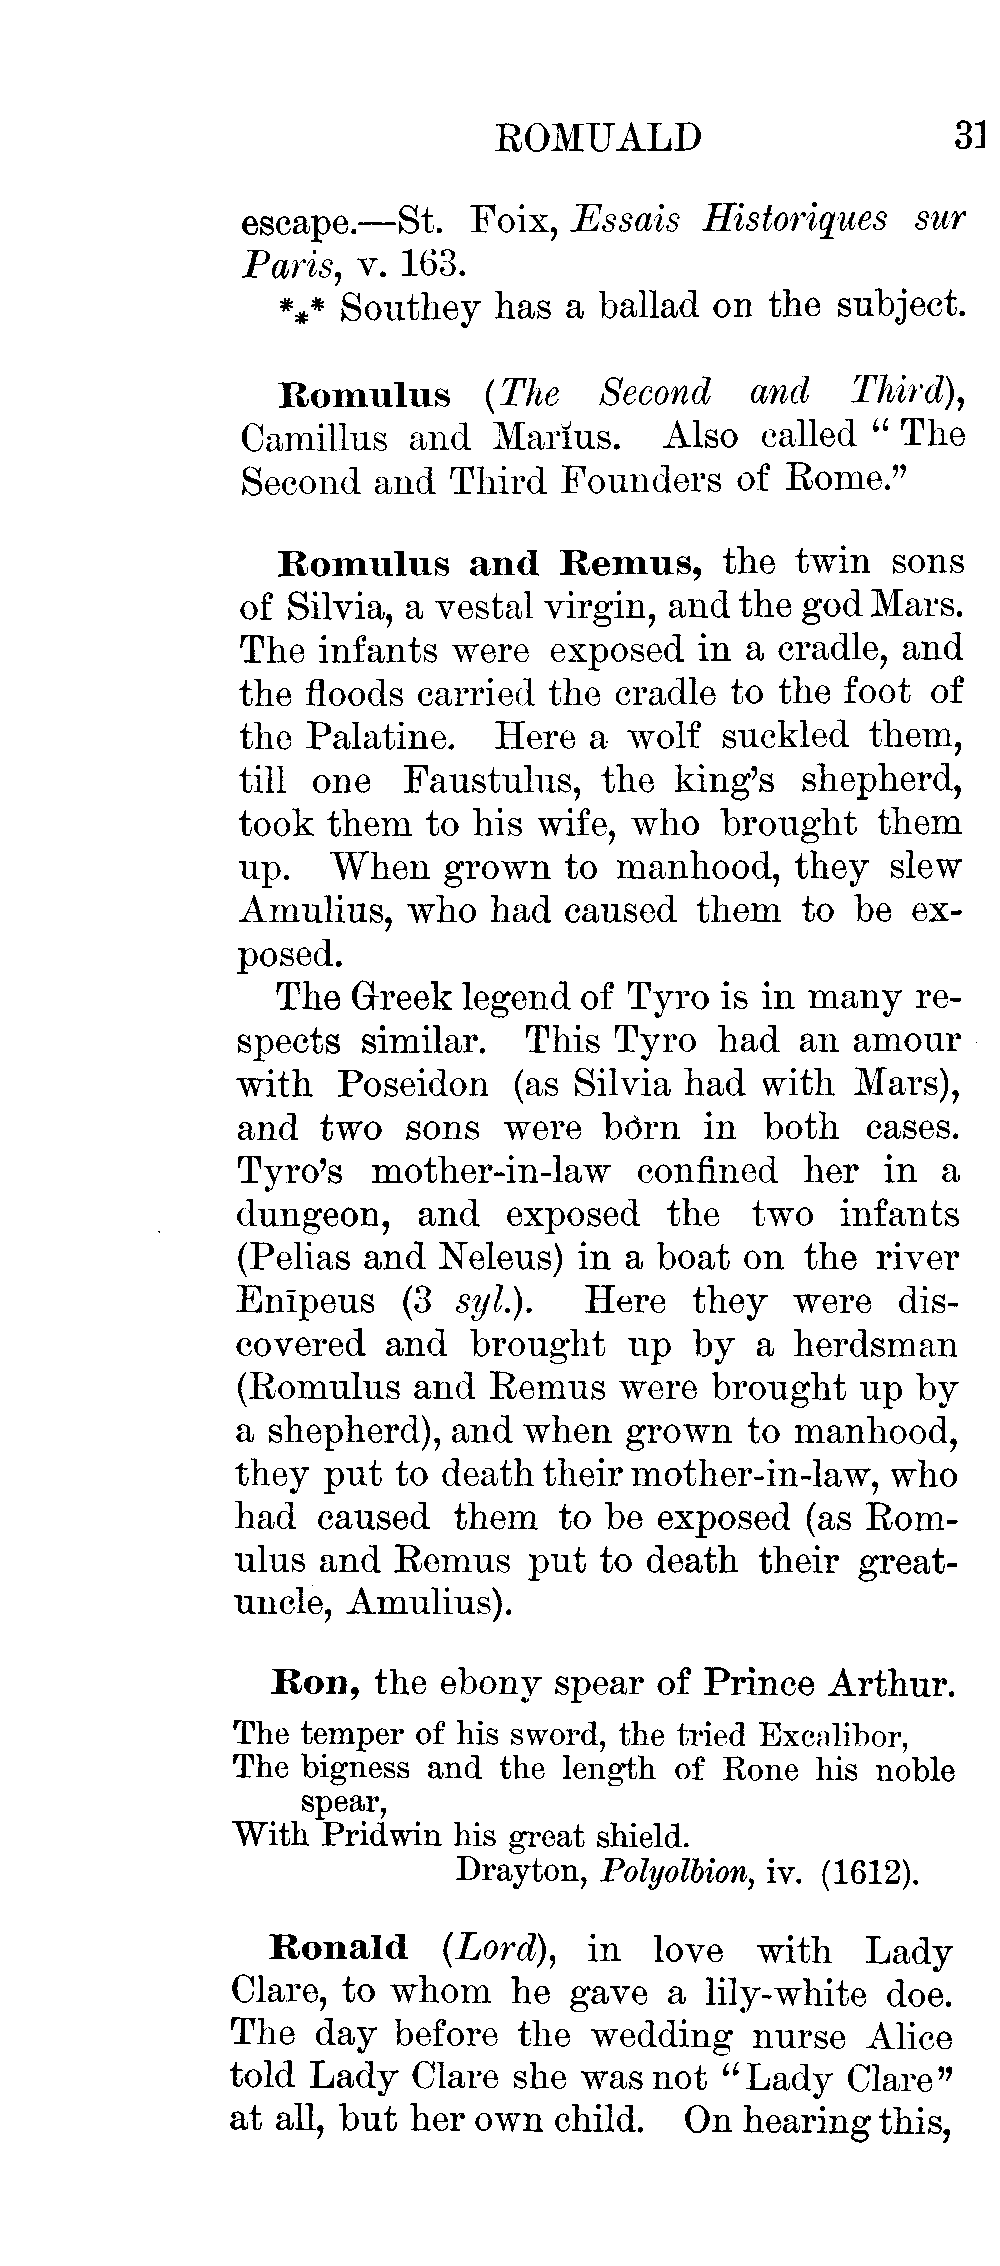 ROMUALD 31
escape.—St. Foix, Essais Historiques sur
Paris, v. 163.
*⁎* Southey has a ballad on the subject.
Romulus (The Second and Third),
Camillus and Marĭus. Also called “ The
Second and Third Founders of Rome.”
Romulus and Remus, the twin sons
of Silvia, a vestal virgin, and the god Mars.
The infants were exposed in a cradle, and
the floods carried the cradle to the foot of
the Palatine. Here a wolf suckled them,
till one Faustulus, the king’s shepherd,
took them to his wife, who brought them
up. When grown to manhood, they slew
Amulius, who had caused them to be ex-
posed.
The Greek legend of Tyro is in many re-
spects similar. This Tyro had an amour
with Poseidon (as Silvia had with Mars),
and two sons were born in both cases.
Tyro’s mother-in-law confined her in a
dungeon, and exposed the two infants
(Pelias and Neleus) in a boat on the river
Enīpeus (3 syl.). Here they were dis-
covered and brought up by a herdsman
(Romulus and Remus were brought up by
a shepherd), and when grown to manhood,
they put to death their mother-in-law, who
had caused them to be exposed (as Rom-
ulus and Remus put to death their great-
uncle, Amulius).
Ron, the ebony spear of Prince Arthur.
The temper of his sword, the tried Excalibor,
The bigness and the length of Rone his noble
spear,
With Pridwin his great shield.
Drayton, Polyolbion, iv. (1612).
Ronald (Lord), in love with Lady
Clare, to whom he gave a lily-white doe.
The day before the wedding nurse Alice
told Lady Clare she was not “Lady Clare”
at all, but her own child. On hearing this,